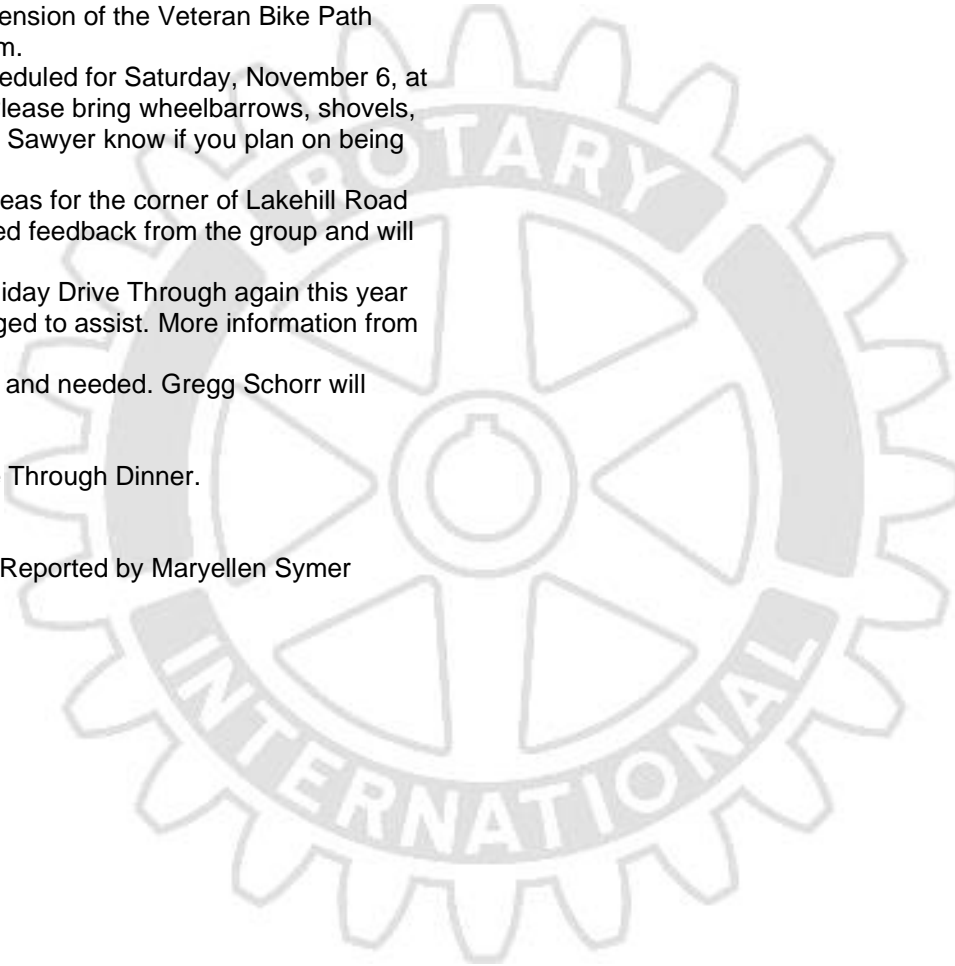 ension of the Veteran Bike Path
m.
eduled for Saturday, November 6, at
lease bring wheelbarrows, shovels,
Sawyer know if you plan on being
eas for the corner of Lakehill Road
ed feedback from the group and will
iday Drive Through again this year
ged to assist. More information from
and needed. Gregg Schorr will
Through Dinner.
Reported by Maryellen Symer
ROTARY
INTERNATIONAL